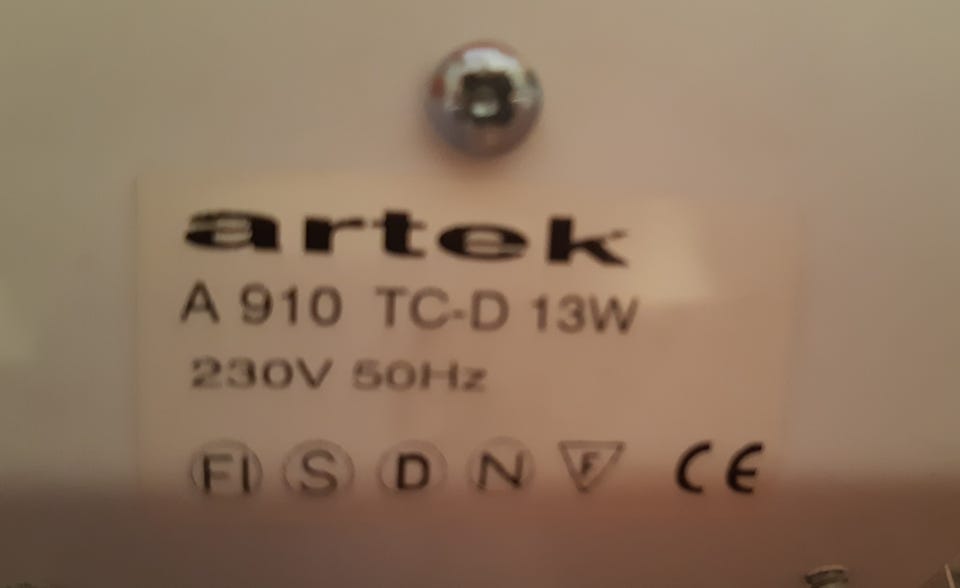 artek
A 910 TC-D 13W
230V 50Hz
FI S D N F CE